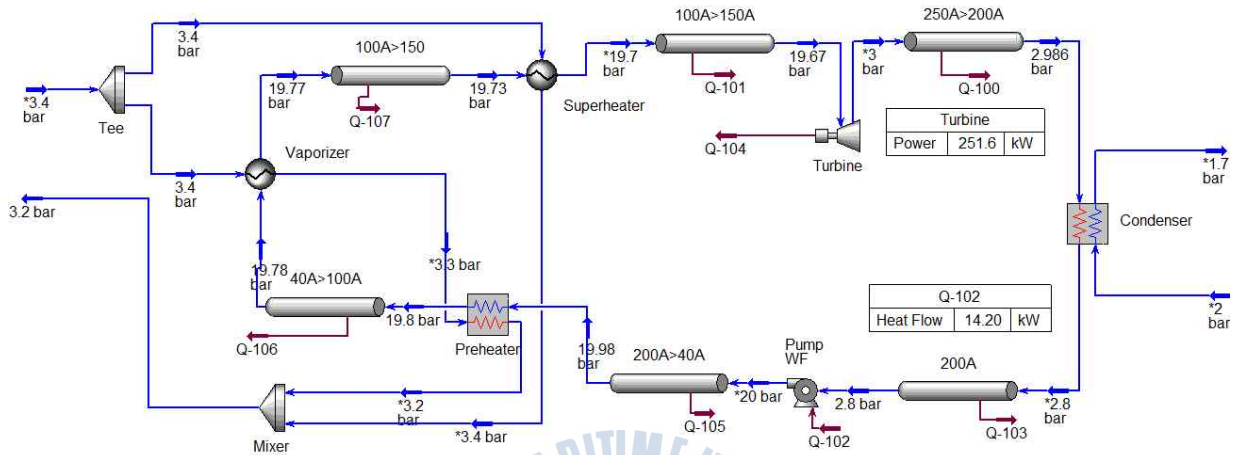 3.4
bar
100A>150
19.77
bar
19.73
bar
Q-107
Superheater
*19.7
bar
100A>150A
19.67
bar
Q-101
250A>200A
*3
bar
2.986
bar
Q-100
*3.4
bar
Tee
Vaporizer
3.4
bar
Q-104
Turbine
Turbine
Power 251.6 kW
*1.7
bar
Condenser
*2
bar
3.2 bar
19.78
bar
40A>100A
*3.3 bar
19.8 bar
Q-106
Preheater
19.98
bar
200A>40A
Q-105
*20 bar
Pump
WF
Q-102
2.8 bar
Q-102
Heat Flow 14.20 kW
200A
Q-103
*2.8
bar
*3.2
bar
*3.4 bar
Mixer